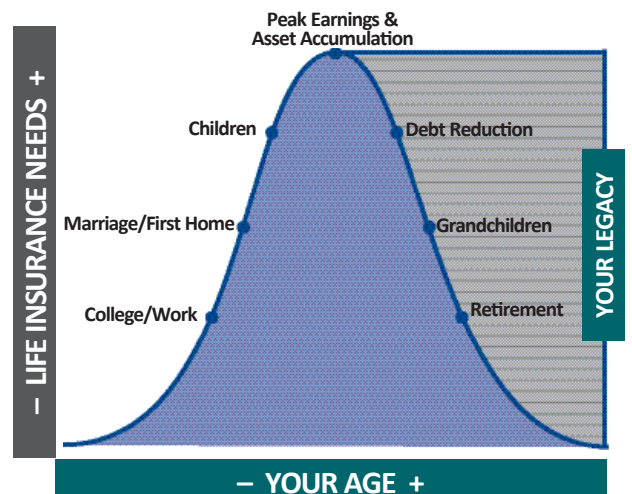 Peak Earnings &
Asset Accumulation
Children
Debt Reduction
Marriage/First Home
Grandchildren
College/Work
Retirement
– LIFE INSURANCE NEEDS +
YOUR LEGACY
– YOUR AGE +